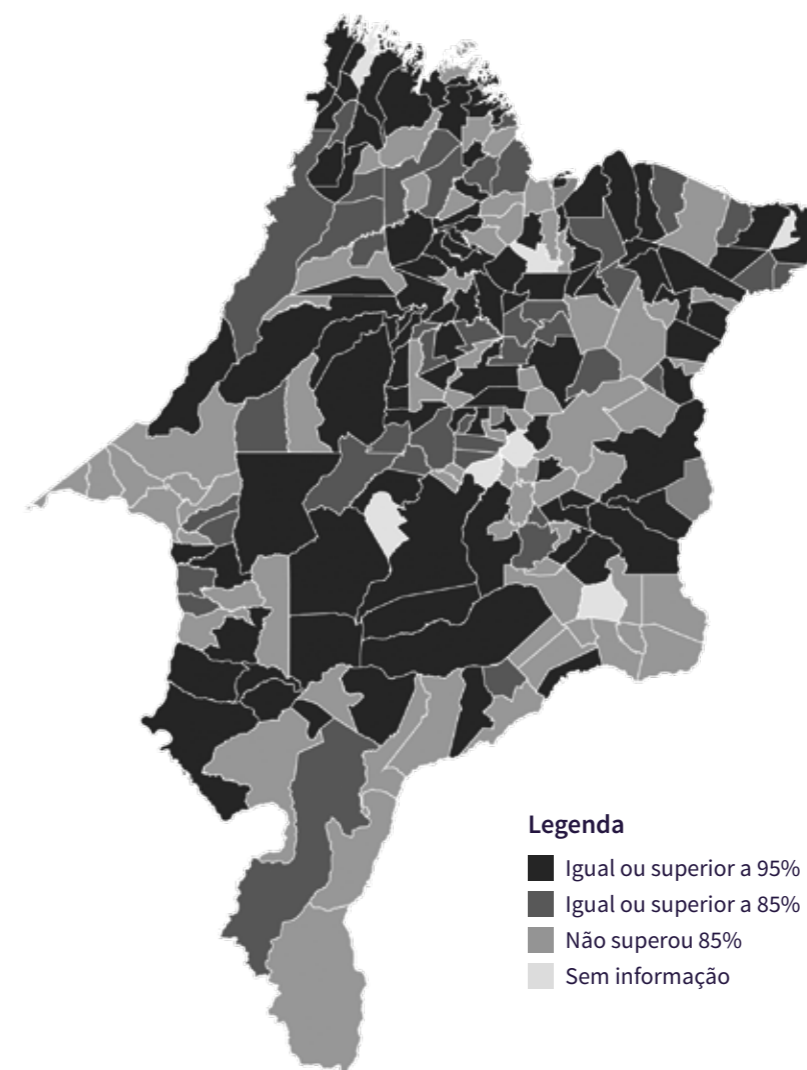 Legenda
Igual ou superior a 95%
Igual ou superior a 85%
Não superou 85%
Sem informação